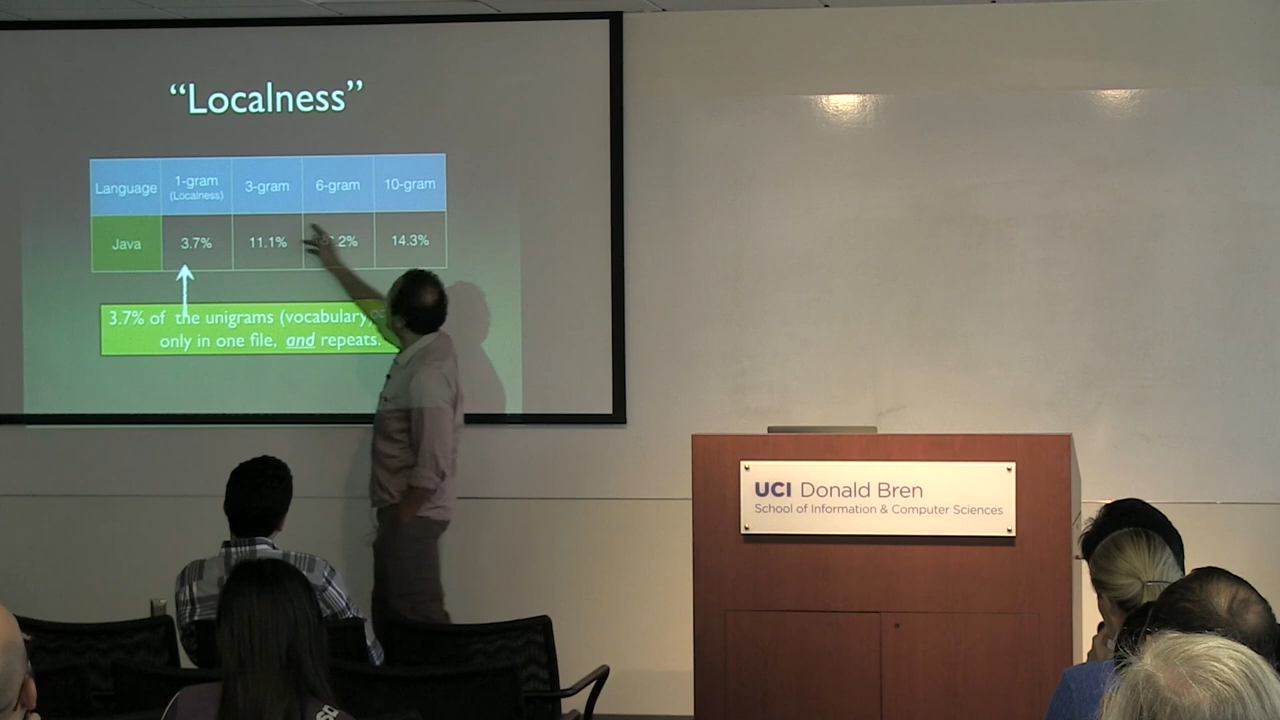 “Localness”
Language 1-gram 3-gram 6-gram 10-gram
(Localness)
Java 3.7% 11.1% .2% 14.3%
3.7% of the unigrams (vocabulary)
only in one file, and repeats.
UCI Donald Bren
School of Information & Computer Sciences